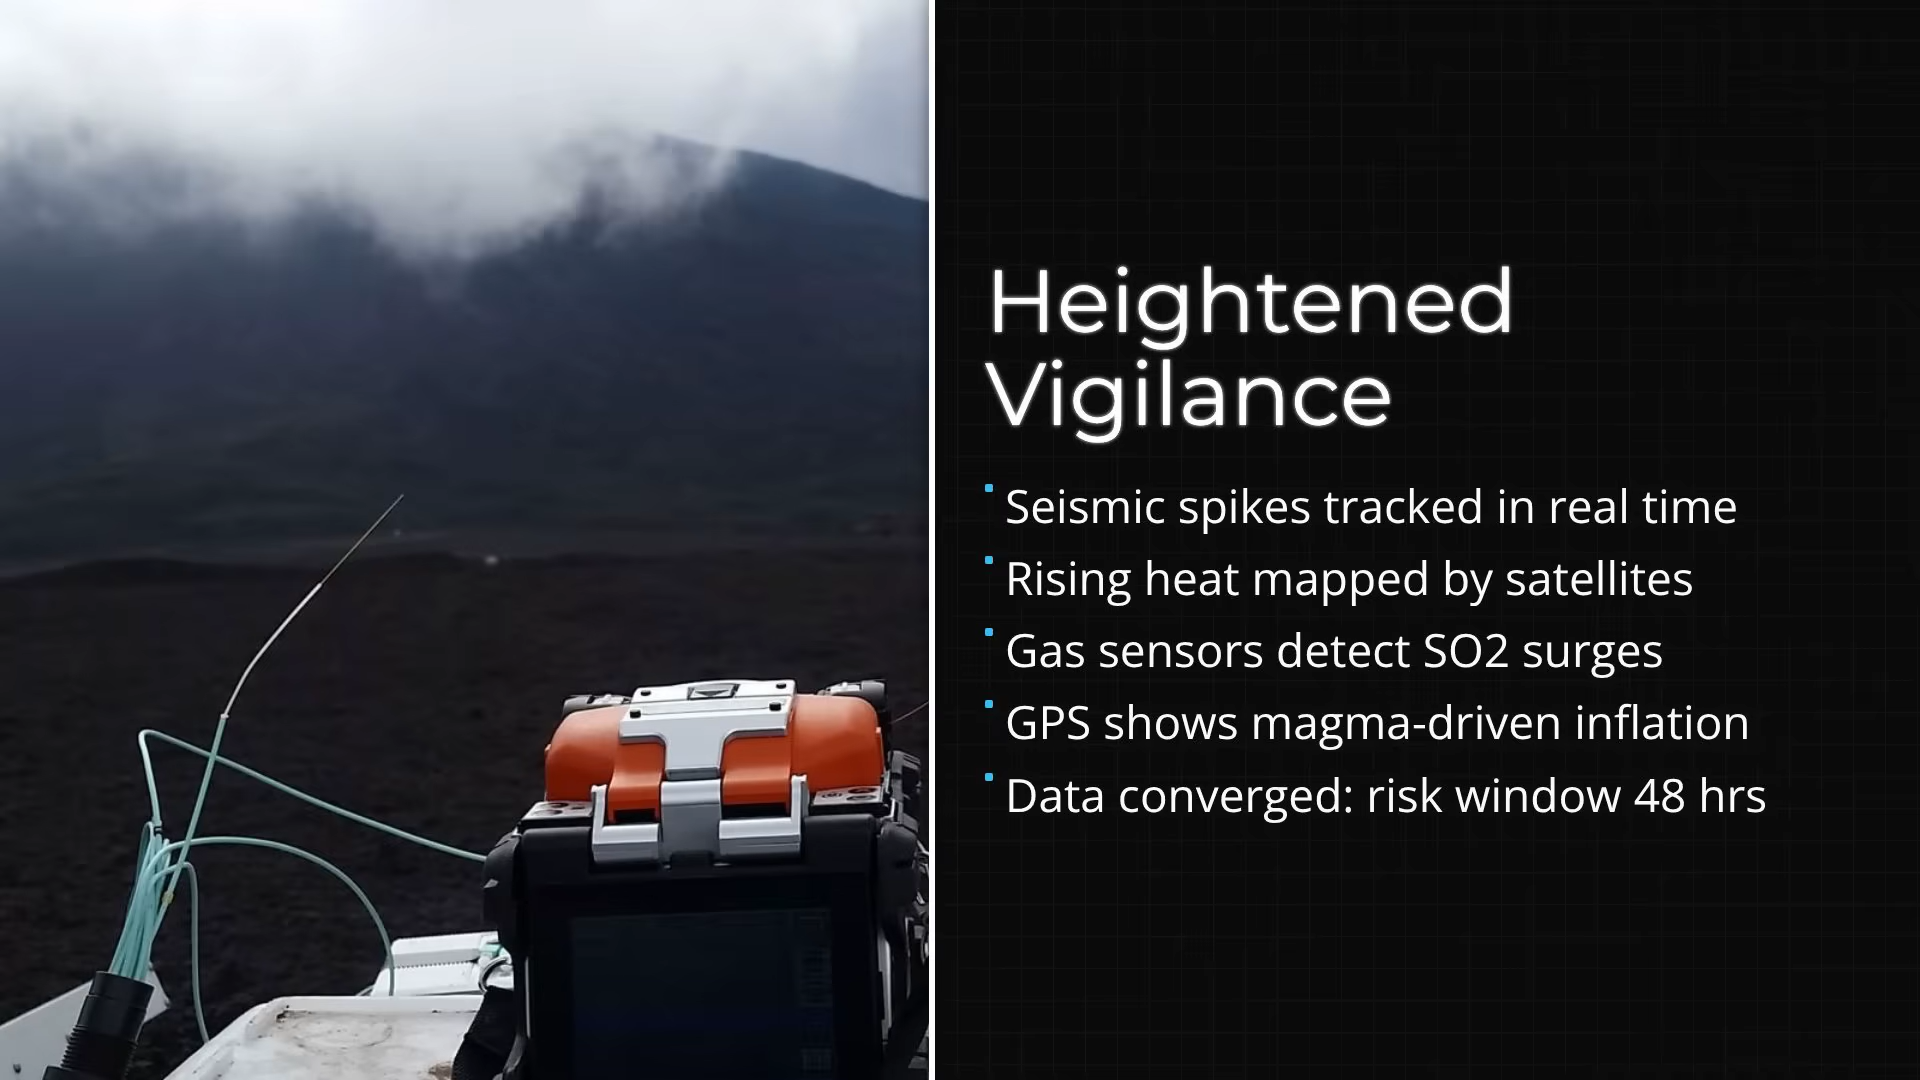 Heightened
Vigilance
Seismic spikes tracked in real time
Rising heat mapped by satellites
Gas sensors detect SO2 surges
GPS shows magma-driven inflation
Data converged: risk window 48 hrs